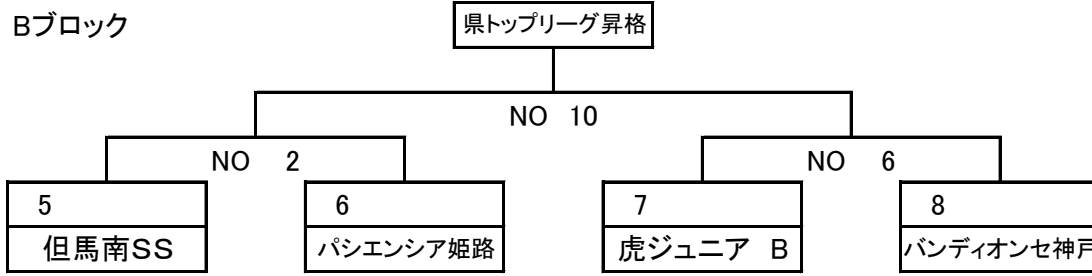 Bブロック
県トップリーグ昇格
NO 10
NO 2
NO 6
5
6
7
8
但馬南SS
パシエンシア姫路
虎ジュニア B
バンディオンセ神戸